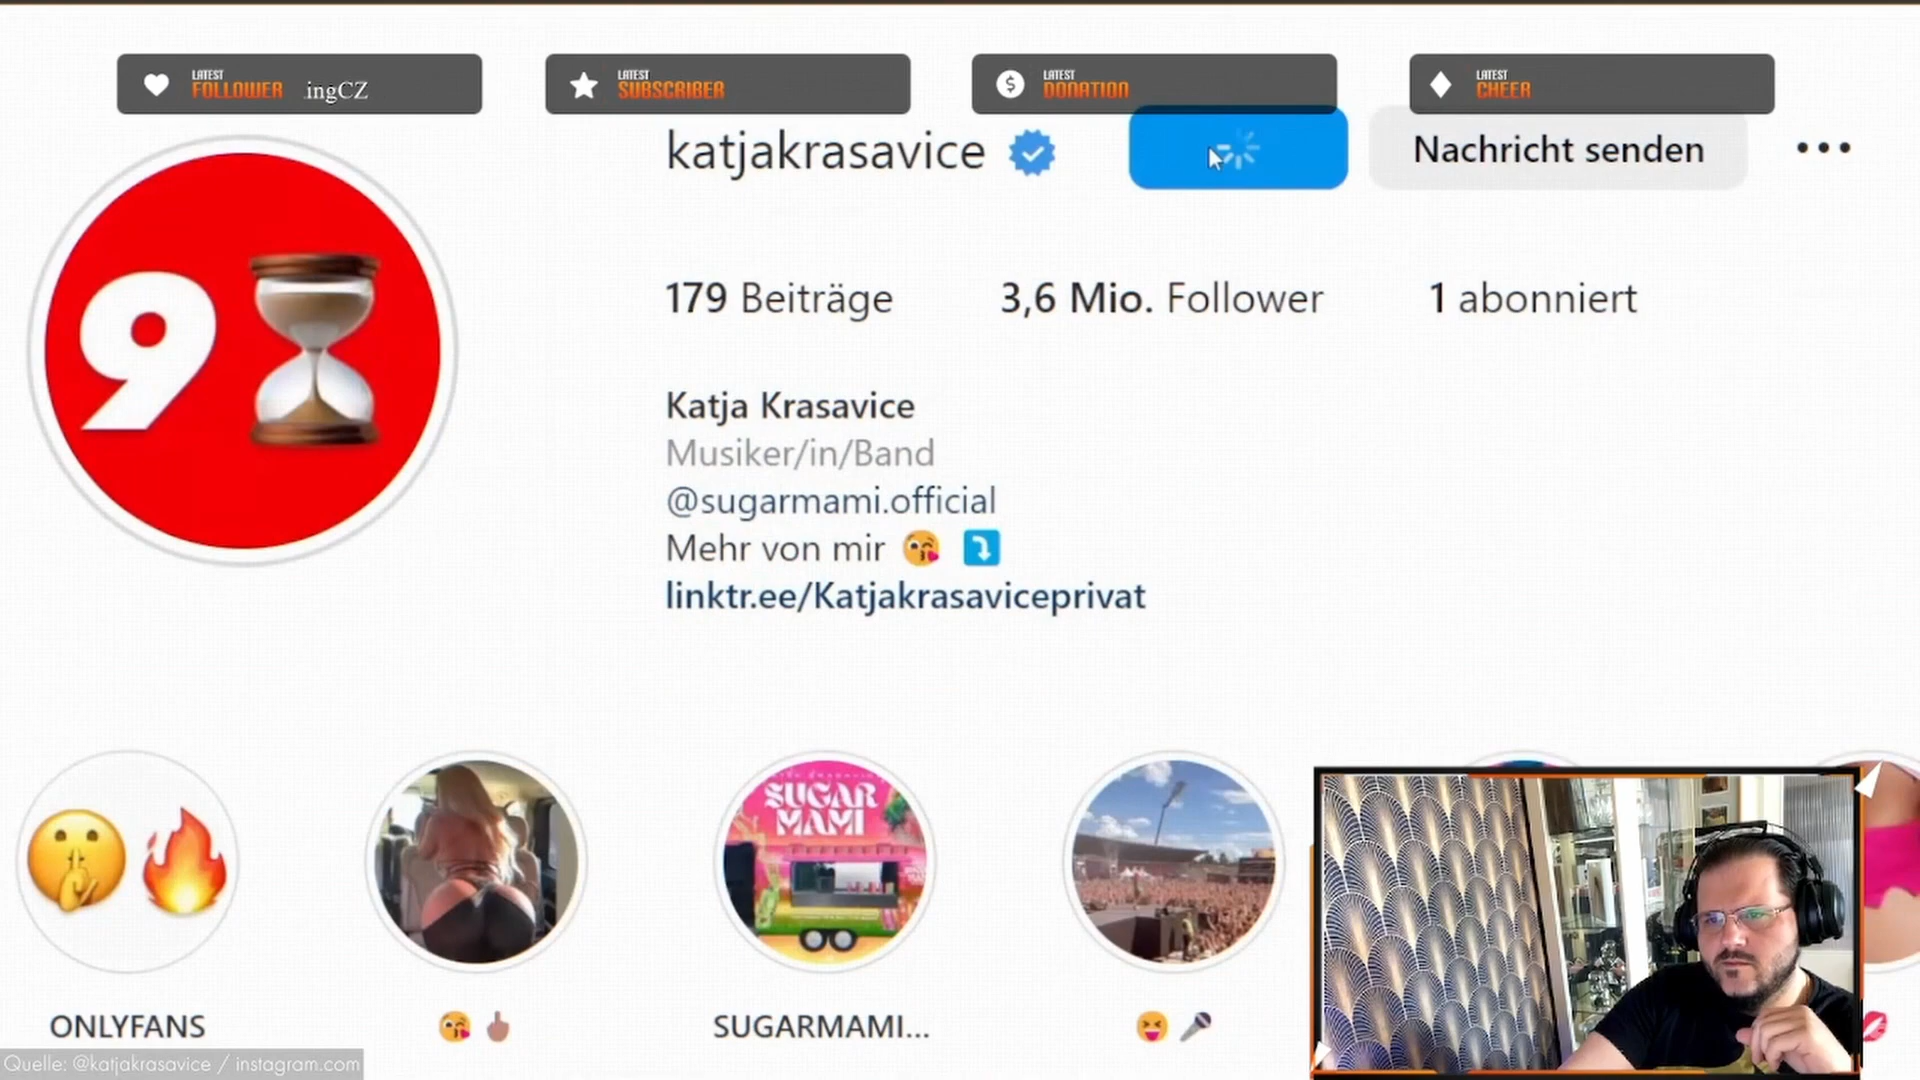 LATEST
FOLLOWER ingCZ
LATEST
SUBSCRIBER
LATEST
DONATION
LATEST
CHEER
katjakrasavice
Nachricht senden
179 Beiträge 3,6 Mio. Follower 1 abonniert
9
Katja Krasavice
Musiker/in/Band
@sugarmami.official
Mehr von mir
linktr.ee/Katjakrasaviceprivat
SUGAR
MAMI
ONLYFANS
SUGARMAMI...
Quelle: @katjakrasavice / instagram.com